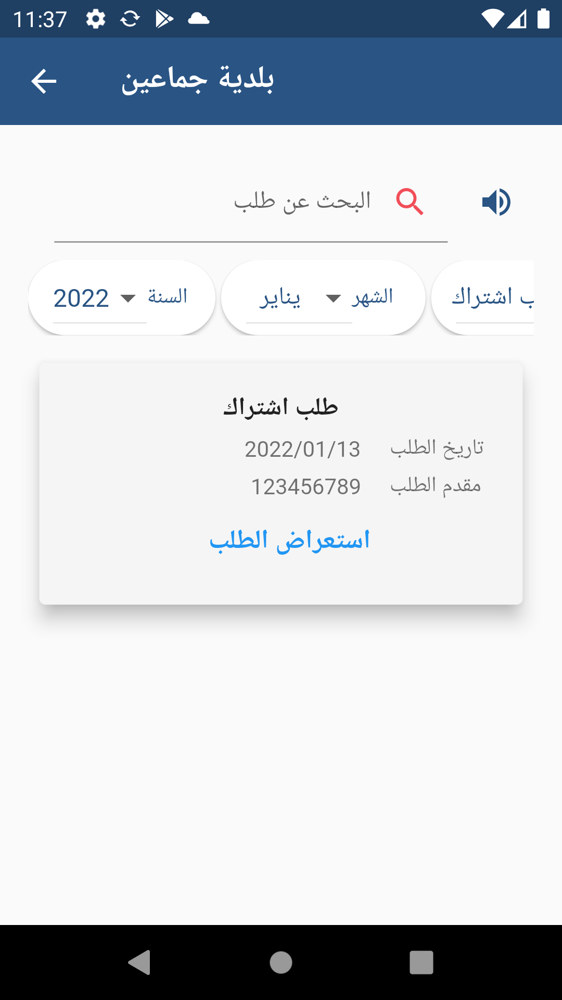 11:37
بلدية جماعين
البحث عن طلب
ب اشتراك الشهر يناير السنة 2022
طلب اشتراك
تاريخ الطلب 2022/01/13
مقدم الطلب 123456789
استعراض الطلب